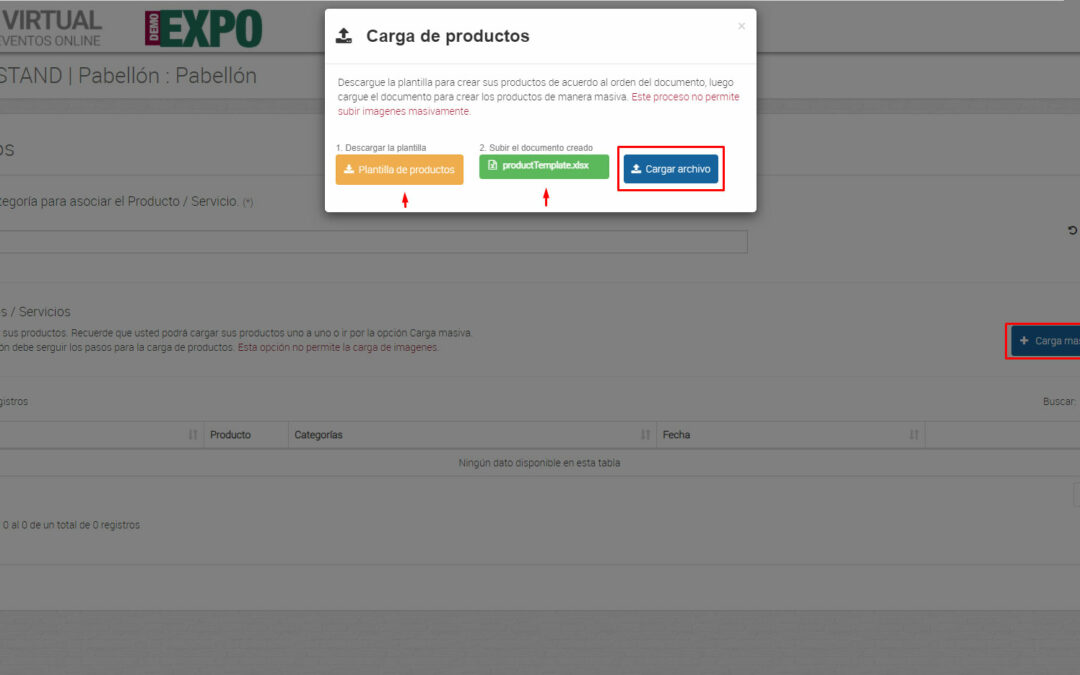 VIRTUAL
EVENTOS ONLINE
DEMO
EXPO
STAND | Pabellón : Pabellón
Carga de productos
×
Descargue la plantilla para crear sus productos de acuerdo al orden del documento, luego
cargue el documento para crear los productos de manera masiva. Este proceso no permite
subir imagenes masivamente.
1. Descargar la plantilla
2. Subir el documento creado
Plantilla de productos
productTemplate.xlsx
Cargar archivo
os
tegoría para asociar el Producto / Servicio. (*)
s / Servicios
sus productos. Recuerde que usted podrá cargar sus productos uno a uno o ir por la opción Carga masiva.
ón debe serguir los pasos para la carga de productos. Esta opción no permite la carga de imagenes.
+ Carga mas
gistros
Buscar:
Producto
Categorías
Fecha
Ningún dato disponible en esta tabla
0 al 0 de un total de 0 registros